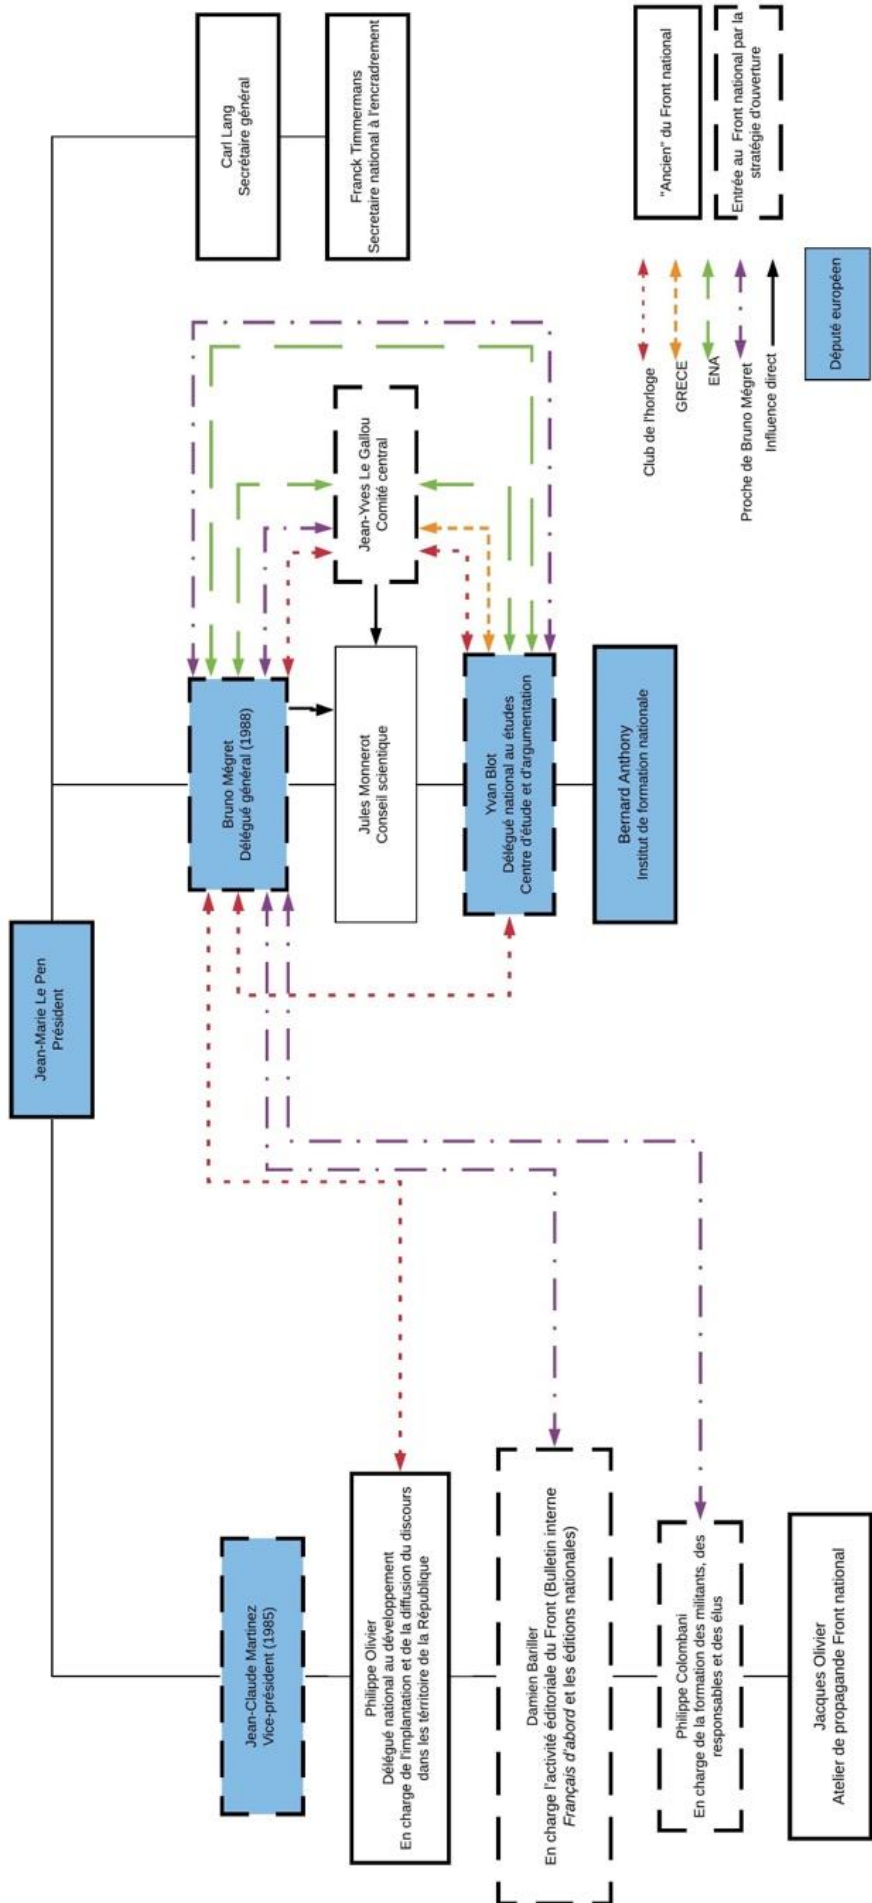 Jean-Marie Le Pen
Président
Jean-Claude Martinez
Vice-président (1985)
Philippe Olivier
Délégué national au développement
En charge de l'implantation et de la diffusion du discours
dans les térritoire de la République
Damien Bariller
En charge l'activité éditoriale du Front (Bulletin interne
Français d'abord et les éditions nationales)
Philippe Colombani
En charge de la formation des militants, des
responsables et des élus
Jacques Olivier
Atelier de propagande Front national
Bruno Mégret
Délégué général (1988)
Jules Monnerot
Conseil scientifique
Yvan Blot
Délégué national au études
Centre d'étude et d'argumentation
Bernard Anthony
Institut de formation nationale
Jean-Yves Le Gallou
Comité central
Carl Lang
Secrétaire général
Franck Timmermans
Secretaire national à l'encradrement
Club de l'horloge
GRECE
ENA
Proche de Bruno Mégret
Influence direct
Député européen
"Ancien" du Front national
Entrée au Front national par la
stratégie d'ouverture